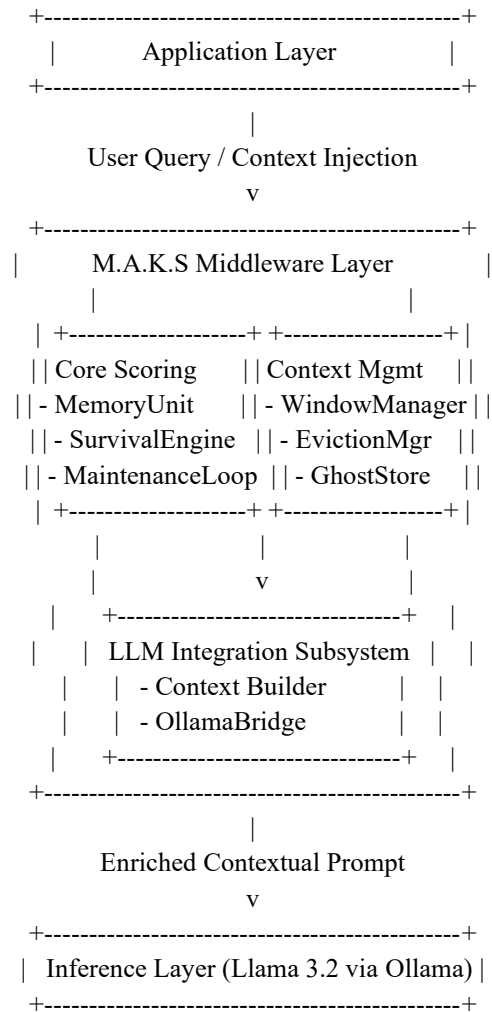 +-----------------------------------------------+
|            Application Layer               |
+-----------------------------------------------+
|
User Query / Context Injection
v
+-----------------------------------------------+
|          M.A.K.S Middleware Layer             |
|                                         |
| +--------------------+ +------------------+ |
| | Core Scoring      | | Context Mgmt    | |
| | - MemoryUnit      | | - WindowManager | |
| | - SurvivalEngine  | | - EvictionMgr   | |
| | - MaintenanceLoop | | - GhostStore    | |
| +--------------------+ +------------------+ |
|                     |                  |
|                     v                  |
|      +--------------------------------+    |
|      |  LLM Integration Subsystem  |    |
|      |  - Context Builder          |    |
|      |  - OllamaBridge             |    |
|      +--------------------------------+    |
+-----------------------------------------------+
|
Enriched Contextual Prompt
v
+-----------------------------------------------+
|   Inference Layer (Llama 3.2 via Ollama) |
+-----------------------------------------------+